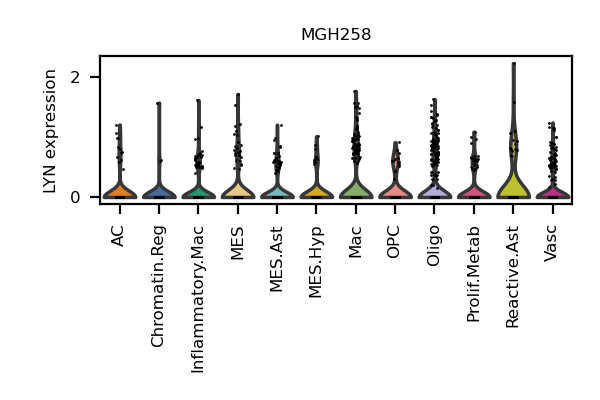 MGH258
LYN expression
2
0
AC
Chromatin.Reg
Inflammatory.Mac
MES
MES.Ast
MES.Hyp
Mac
OPC
Oligo
Prolif.Metab
Reactive.Ast
Vasc